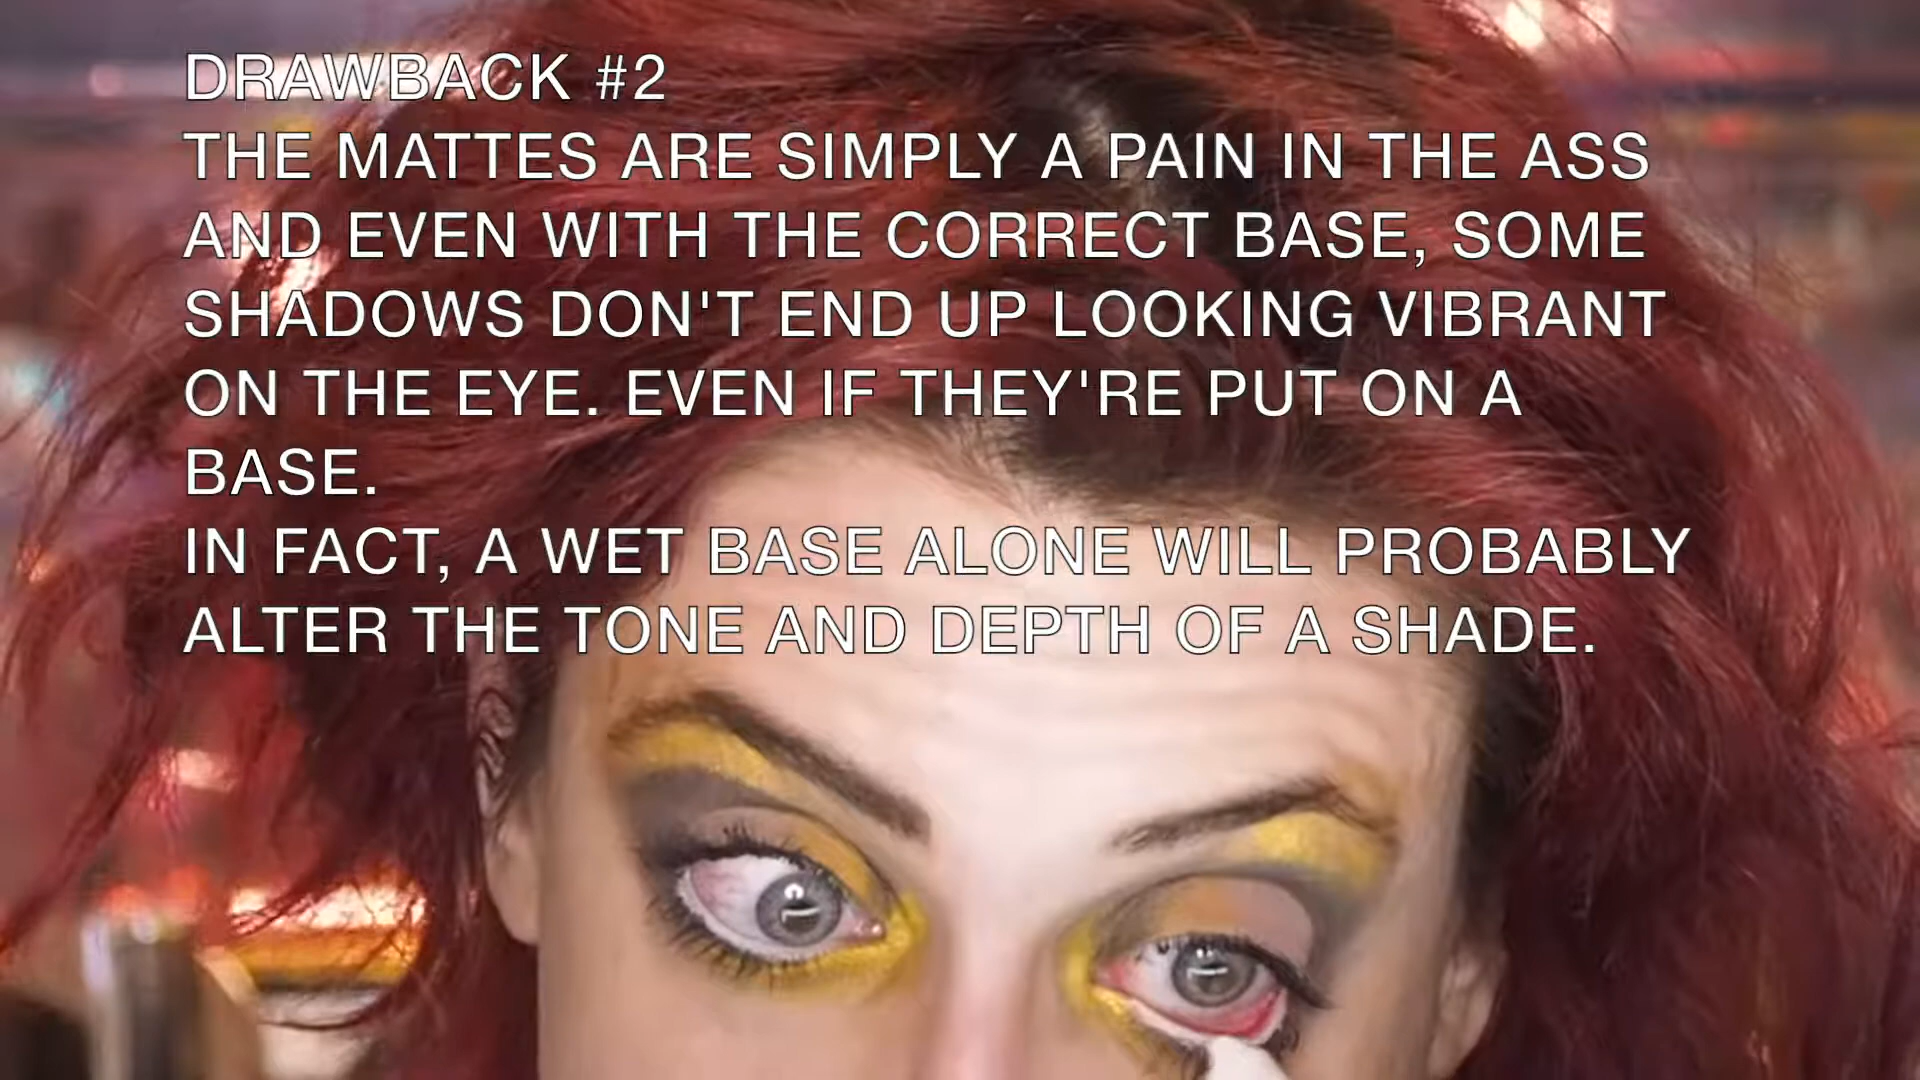 DRAWBACK #2
THE MATTES ARE SIMPLY A PAIN IN THE ASS
AND EVEN WITH THE CORRECT BASE, SOME
SHADOWS DON'T END UP LOOKING VIBRANT
ON THE EYE. EVEN IF THEY'RE PUT ON A
BASE.
IN FACT, A WET BASE ALONE WILL PROBABLY
ALTER THE TONE AND DEPTH OF A SHADE.